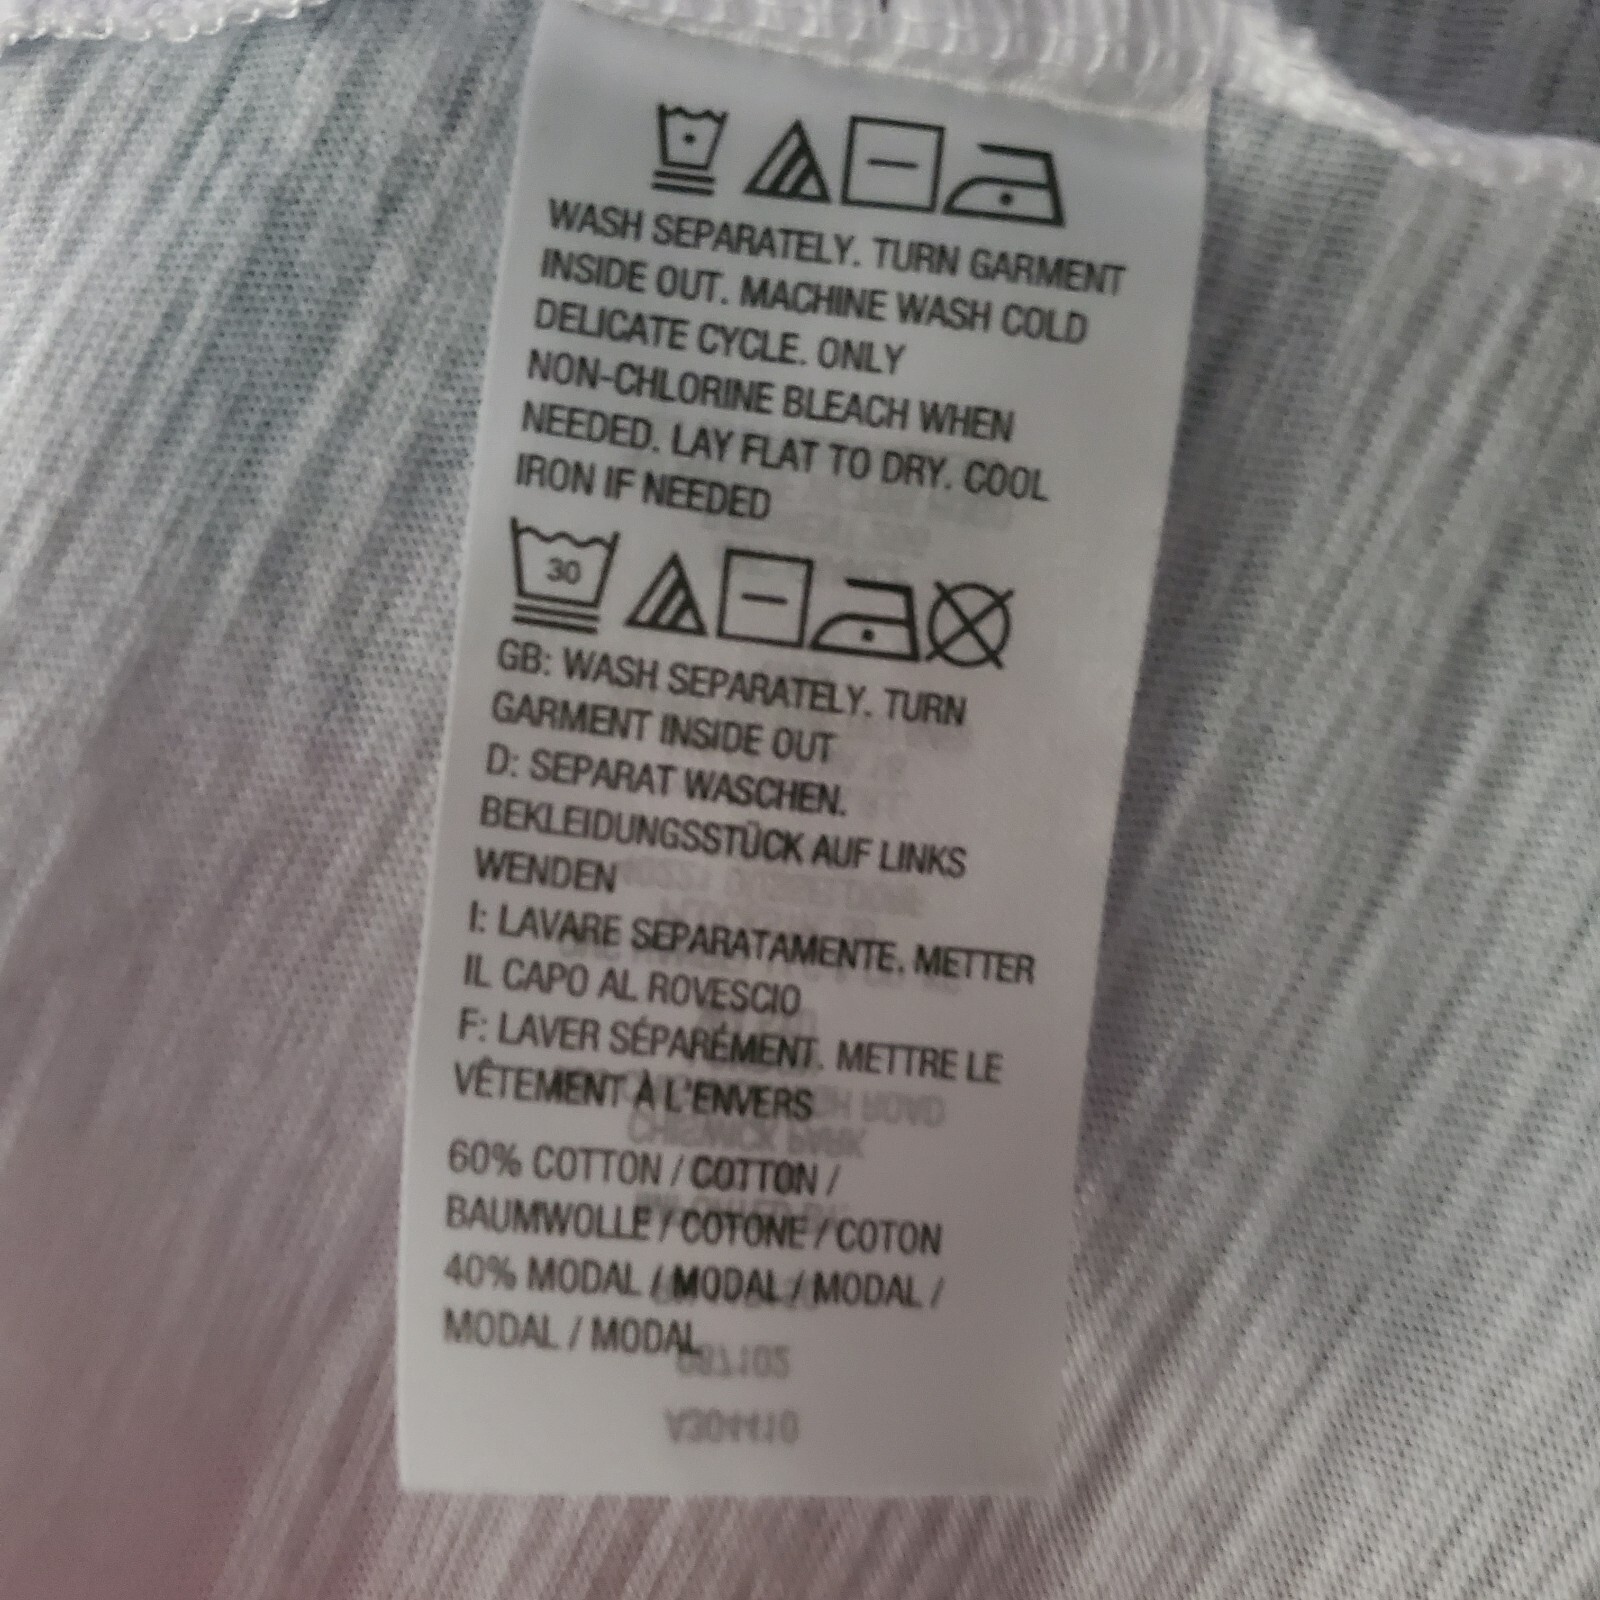 WASH SEPARATELY. TURN GARMENT
INSIDE OUT. MACHINE WASH COLD
DELICATE CYCLE. ONLY
NON-CHLORINE BLEACH WHEN
NEEDED. LAY FLAT TO DRY. COOL
IRON IF NEEDED
30
GB: WASH SEPARATELY. TURN
GARMENT INSIDE OUT
D: SEPARAT WASCHEN.
BEKLEIDUNGSSTÜCK AUF LINKS
WENDEN
I: LAVARE SEPARATAMENTE. METTER
IL CAPO AL ROVESCIO
F: LAVER SÉPARÉMENT. METTRE LE
VÊTEMENT À L'ENVERS
60% COTTON / COTTON /
BAUMWOLLE / COTONE / COTON
40% MODAL / MODAL / MODAL /
MODAL / MODAL